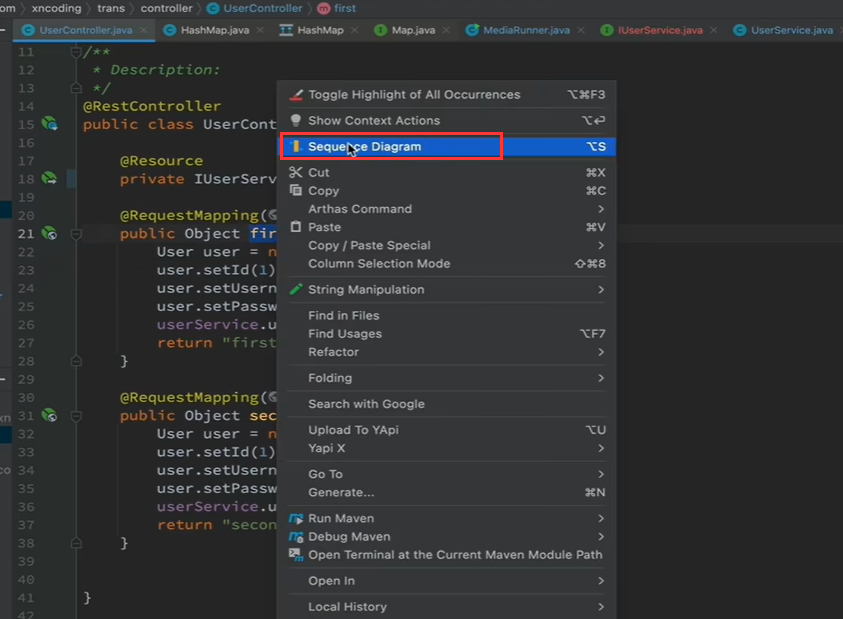 om
xncoding
trans
controller
UserController
first
UserController.java
HashMap.java
HashMap
Map.java
MediaRunner.java
IUserService.java
UserService.java
11 /**
12 * Description:
13 */
14 @RestController
15 public class UserCont
16
17 @Resource
18 private IUserServ
19
20 @RequestMapping(
21 public Object fir
22 User user = n
23 user.setId(1)
24 user.setUsern
25 user.setPassw
26 userService.u
27 return "first
28 }
29
30 @RequestMapping(
31 public Object sec
32 User user = n
33 user.setId(1)
34 user.setUsern
35 user.setPassw
36 userService.u
37 return "secon
38 }
39
40
41 }
42
Toggle Highlight of All Occurrences ⌥⌘F3
Show Context Actions ⌥↩
Sequence Diagram ⌥S
Cut ⌘X
Copy ⌘C
Arthas Command
Paste ⌘V
Copy / Paste Special
Column Selection Mode ⇧⌘8
String Manipulation
Find in Files
Find Usages ⌥F7
Refactor
Folding
Search with Google
Upload To YApi ⌥U
Yapi X
Go To
Generate... ⌘N
Run Maven
Debug Maven
Open Terminal at the Current Maven Module Path
Open In
Local History